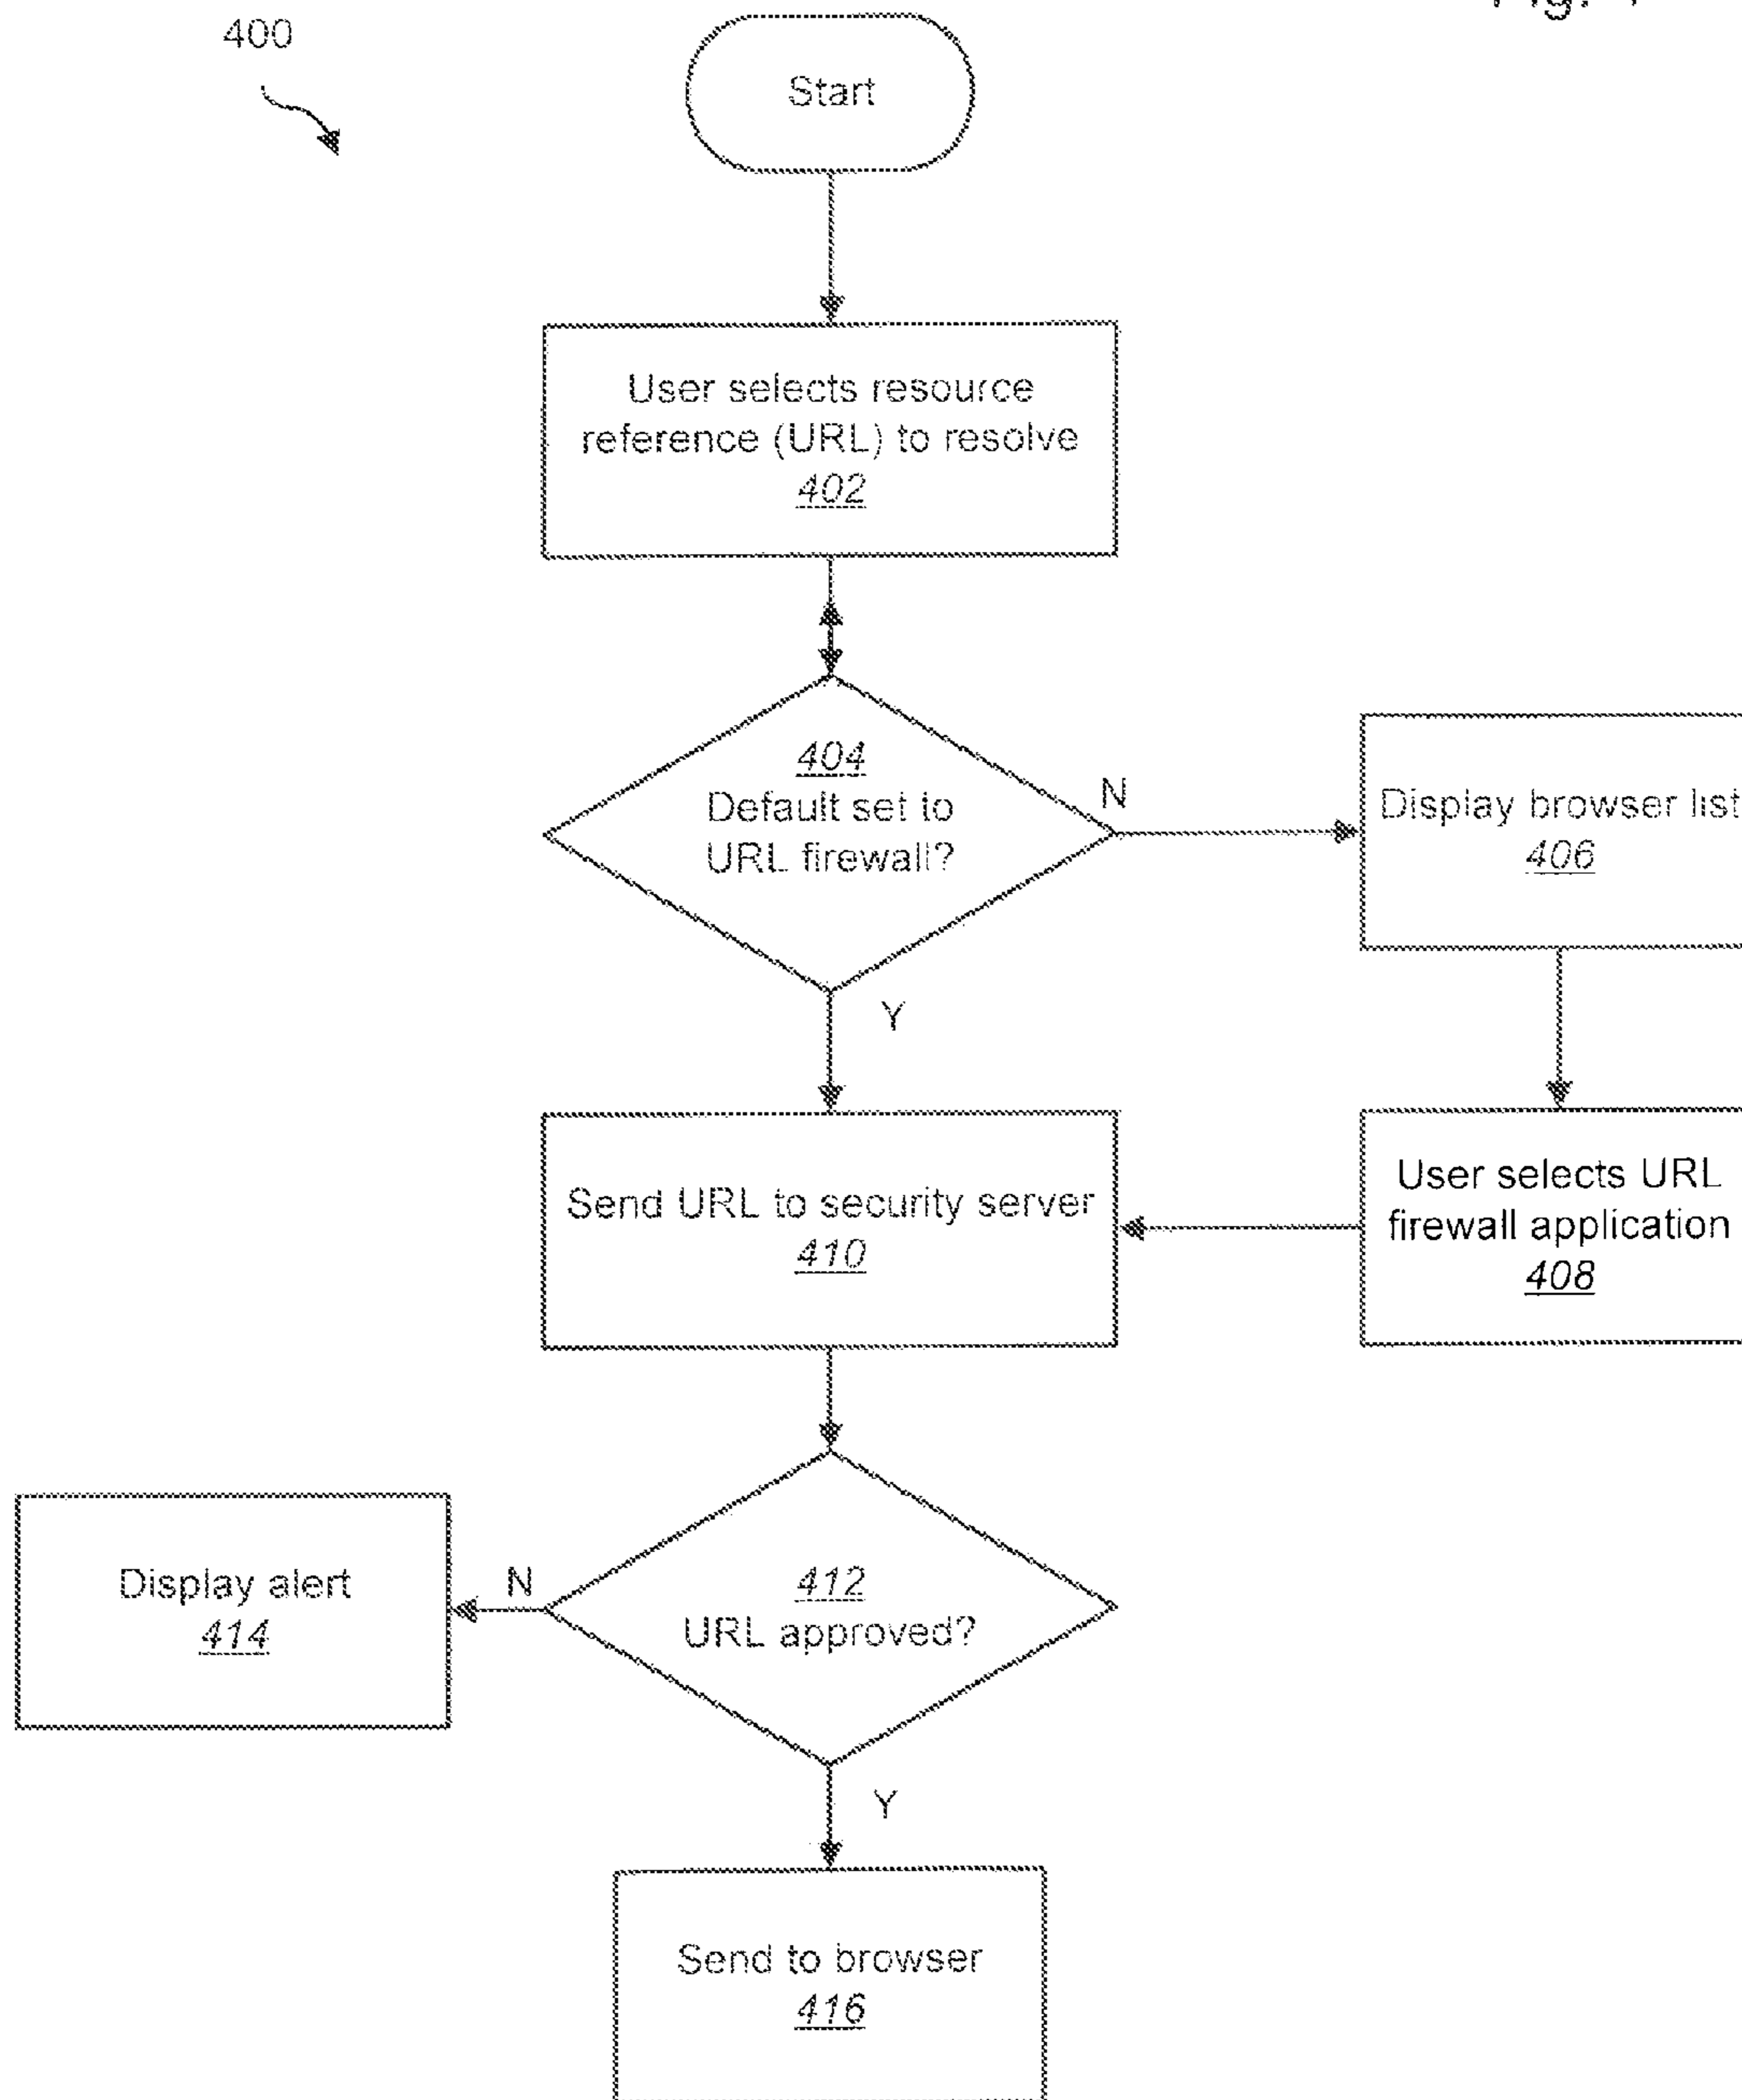 400
Start
User selects resource
reference (URL) to resolve
402
404
Default set to
URL firewall?
N
Display browser list
406
Y
Send URL to security server
410
User selects URL
firewall application
408
412
URL approved?
N
Display alert
414
Y
Send to browser
416